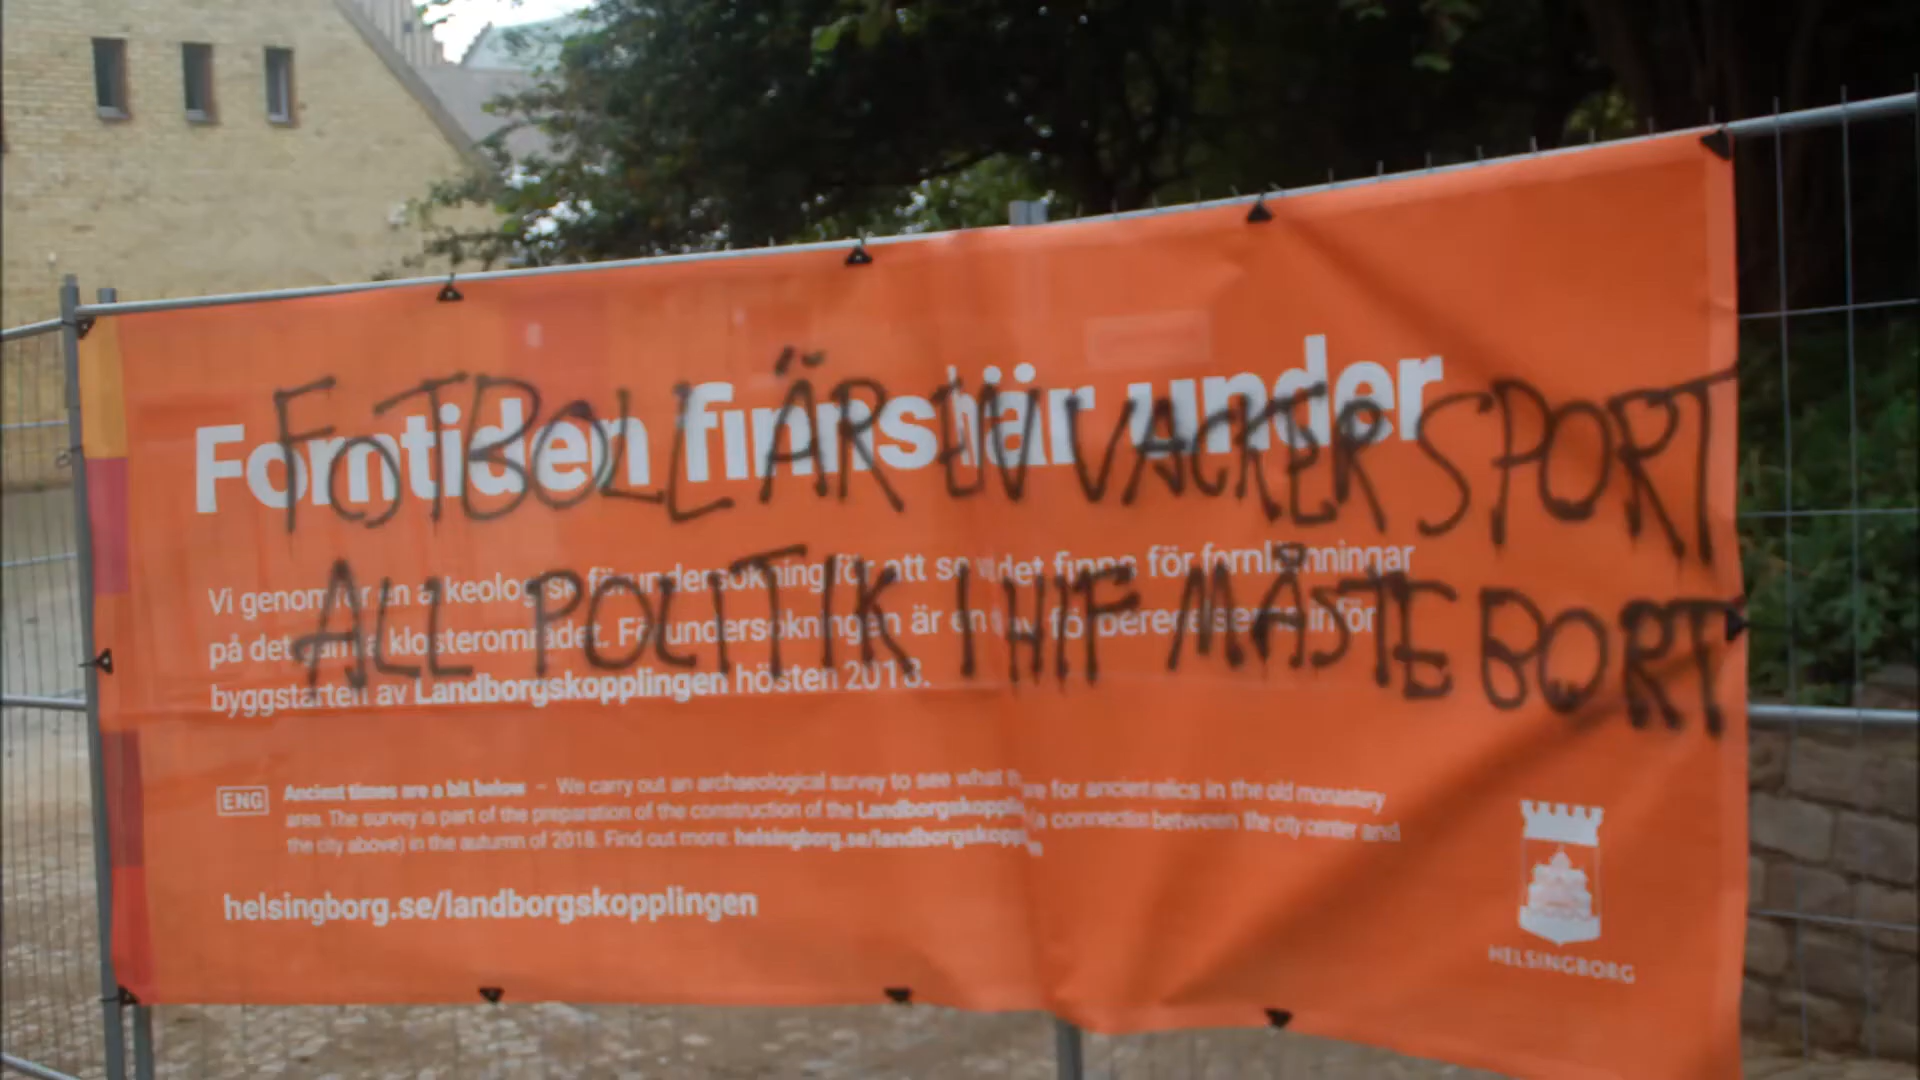 Forntiden finns här under
FOTBOLL ÄR EN VACKER SPORT
Vi genomför en arkeologisk förundersökning för att se vad det finns för fornlämningar
ALL POLITIK I HIF MÅSTE BORT
på det gamla klosterområdet. Förundersökningen är en av förberedelserna inför
byggstarten av Landborgskopplingen hösten 2018.
ENG Ancient times are a bit below – We carry out an archaeological survey to see what there are for ancient relics in the old monastery
area. The survey is part of the preparation of the construction of the Landborgskopplingen (a connection between the city center and
the city above) in the autumn of 2018. Find out more: helsingborg.se/landborgskopplingen
helsingborg.se/landborgskopplingen
HELSINGBORG